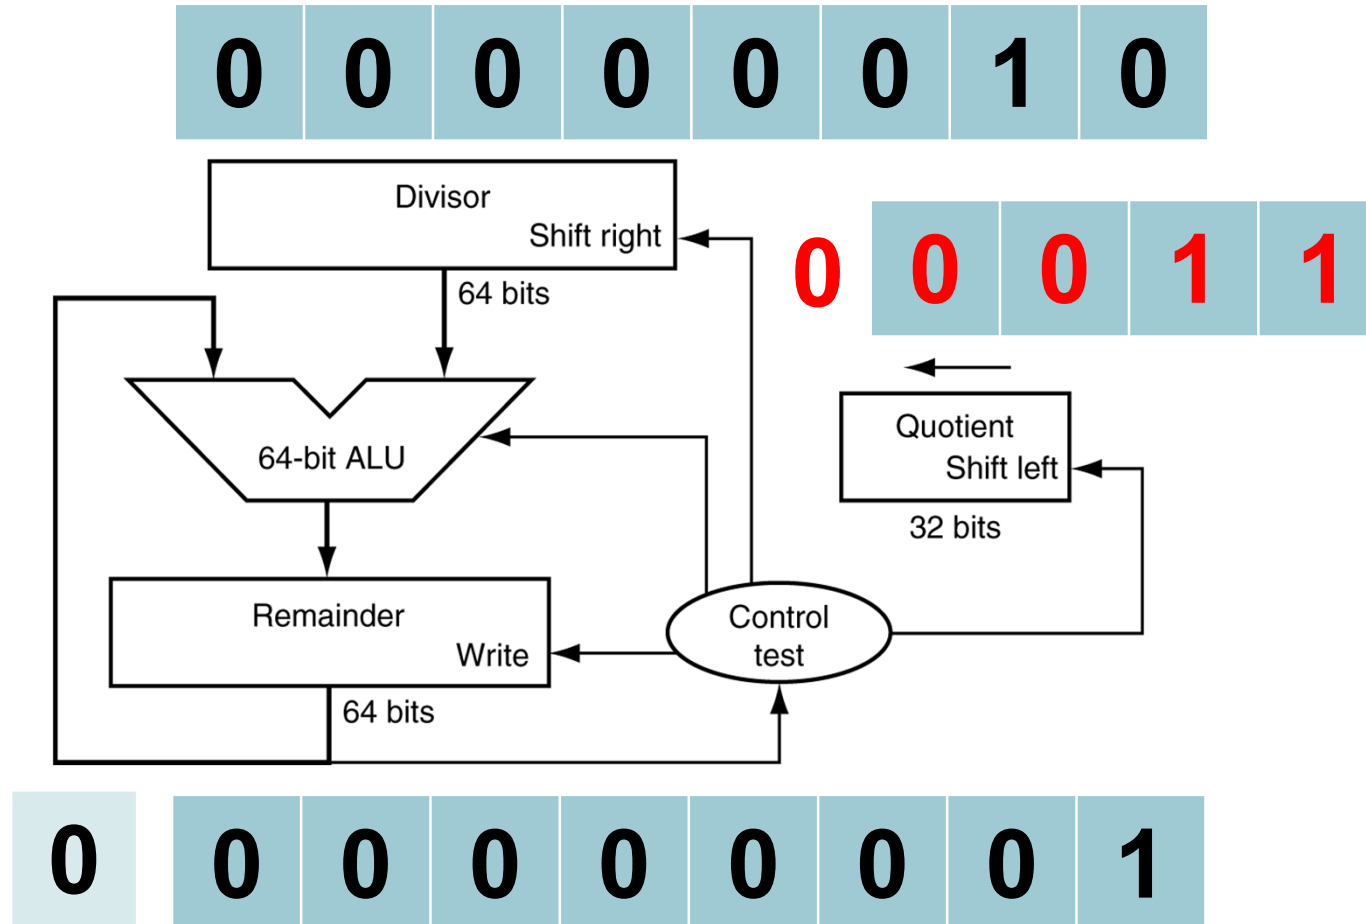 0 0 0 0 0 0 1 0
Divisor
Shift right
64 bits
0 0 0 1 1
64-bit ALU
Quotient
Shift left
32 bits
Remainder
Write
Control
test
64 bits
0 0 0 0 0 0 0 0 1